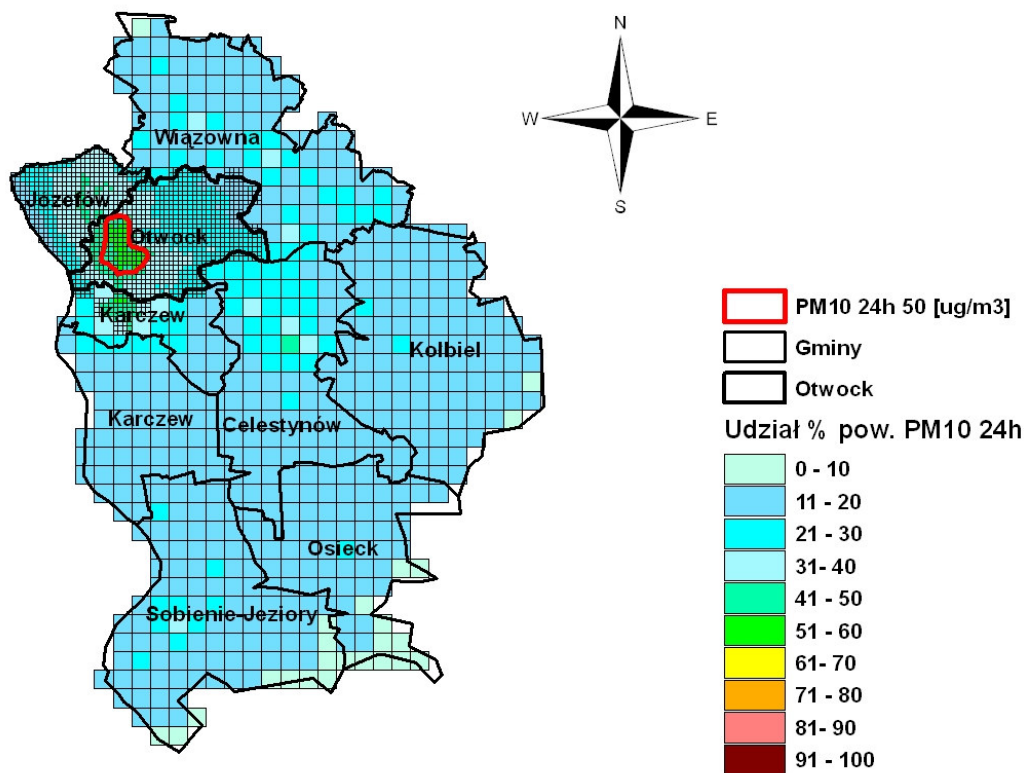 N
W
E
S
Wiązowna
Józefów
Otwock
Karczew
Kolbiel
Karczew
Celestynów
Osieck
Sobienie-Jeziory
PM10 24h 50 [ug/m3]
Gminy
Otwock
Udział % pow. PM10 24h
0 - 10
11 - 20
21 - 30
31- 40
41 - 50
51 - 60
61 - 70
71 - 80
81- 90
91 - 100